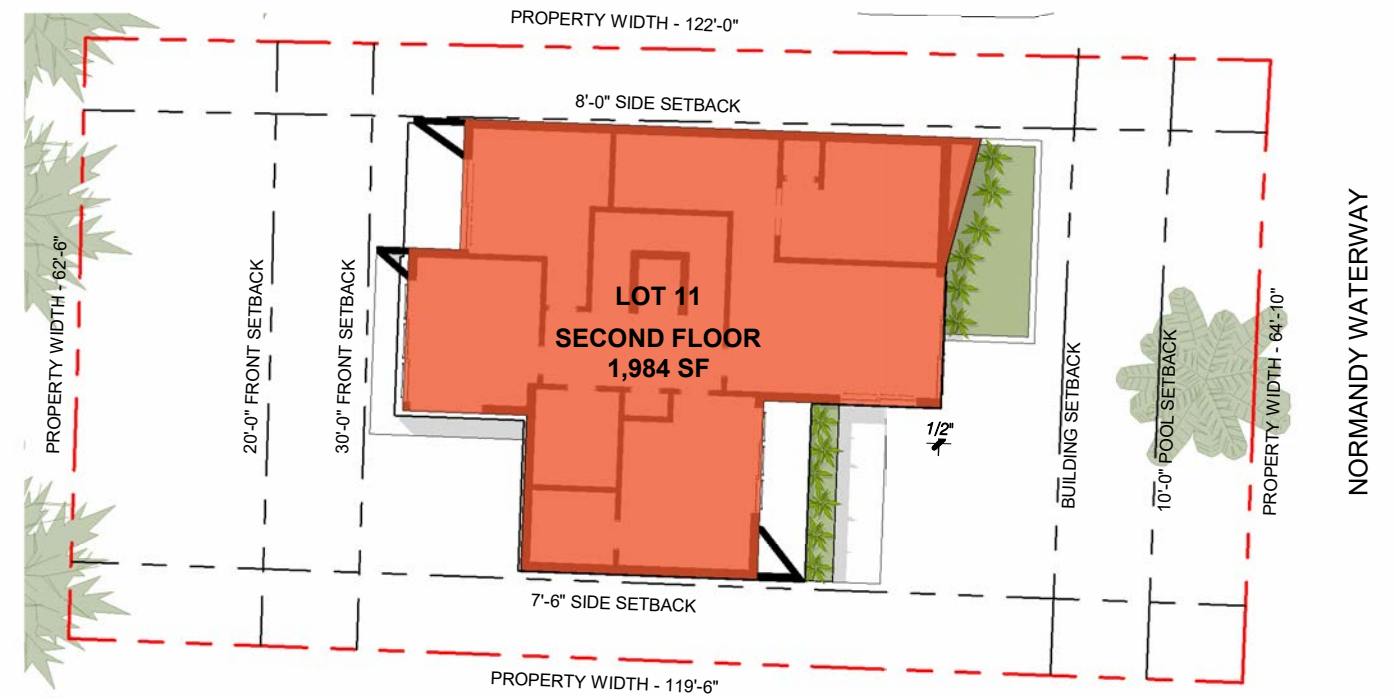 PROPERTY WIDTH - 122'-0"
8'-0" SIDE SETBACK
PROPERTY WIDTH - 62'-6"
20'-0" FRONT SETBACK
30'-0" FRONT SETBACK
LOT 11
SECOND FLOOR
1,984 SF
1/2"
BUILDING SETBACK
10'-0" POOL SETBACK
PROPERTY WIDTH - 64'-10"
NORMANDY WATERWAY
7'-6" SIDE SETBACK
PROPERTY WIDTH - 119'-6"